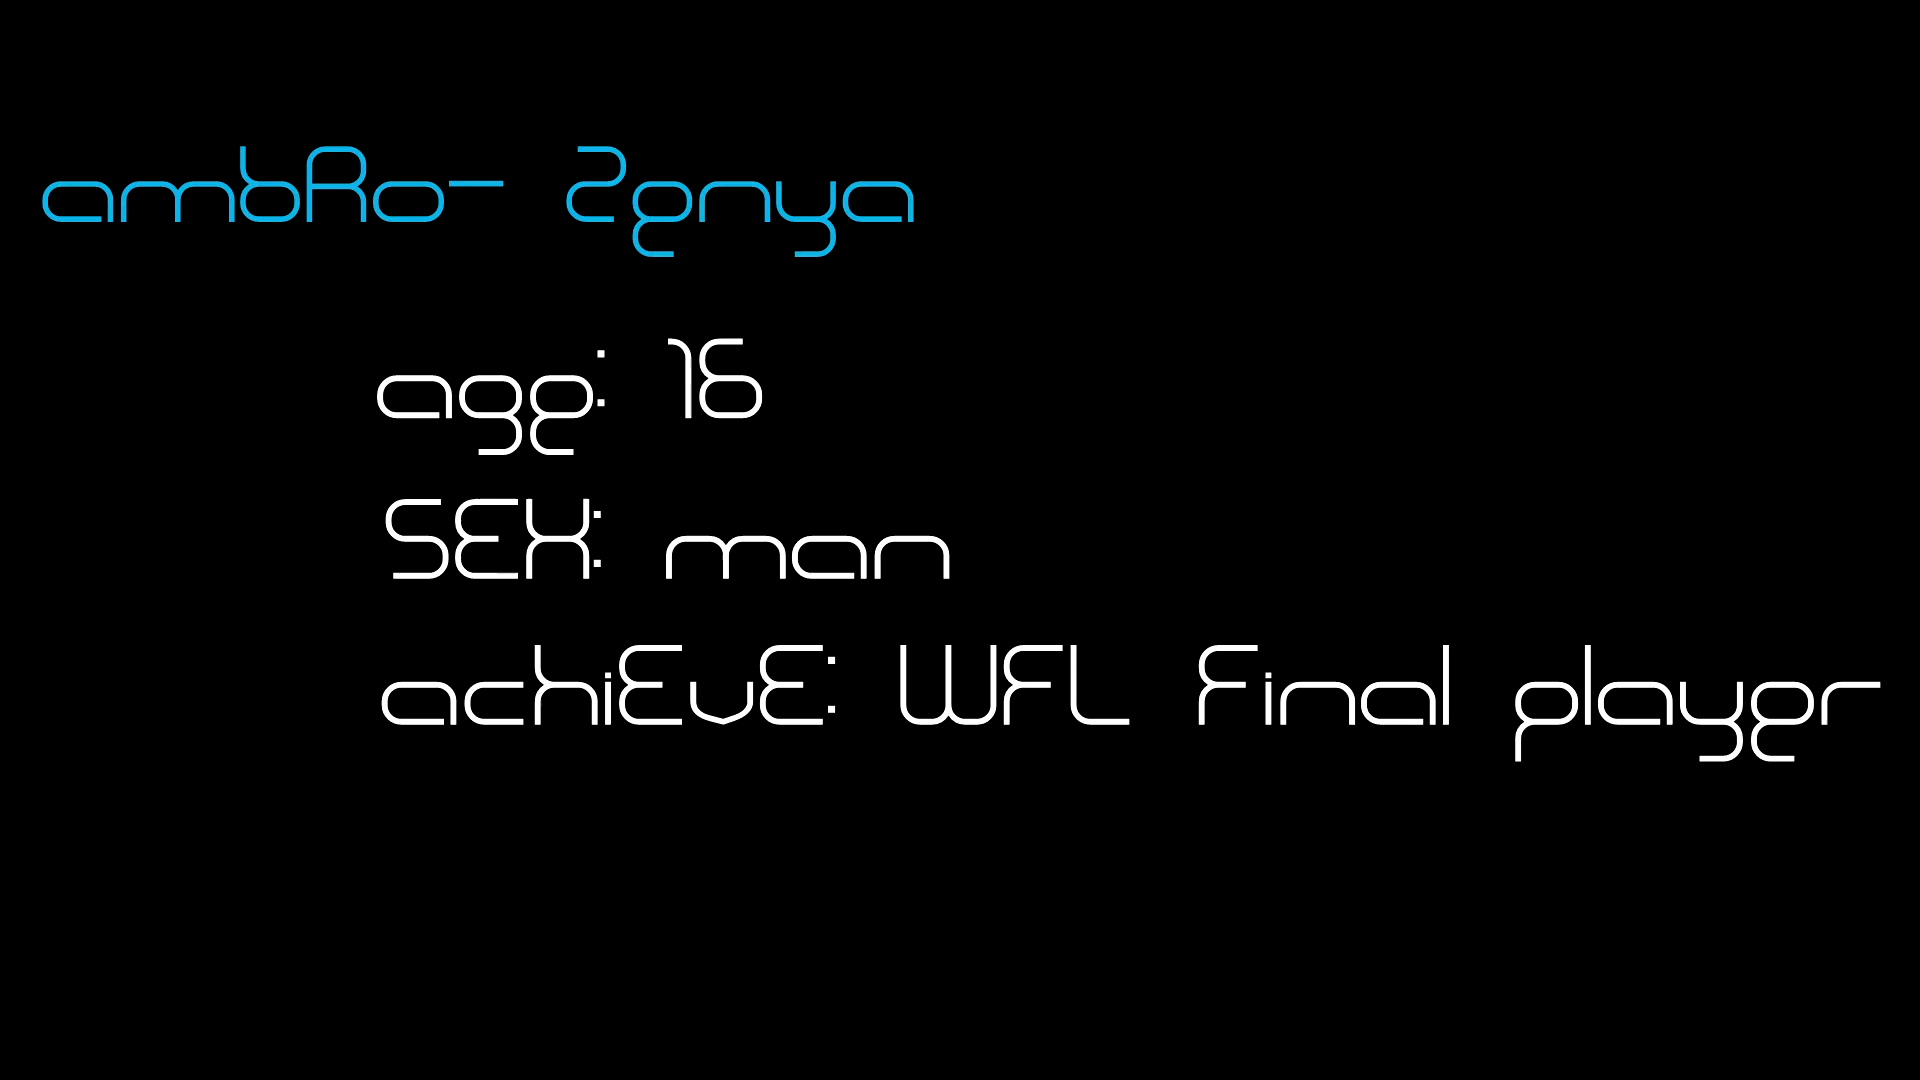 ambRo- Zenya
age: 16
SEX: man
achiEvE: WFL Final player